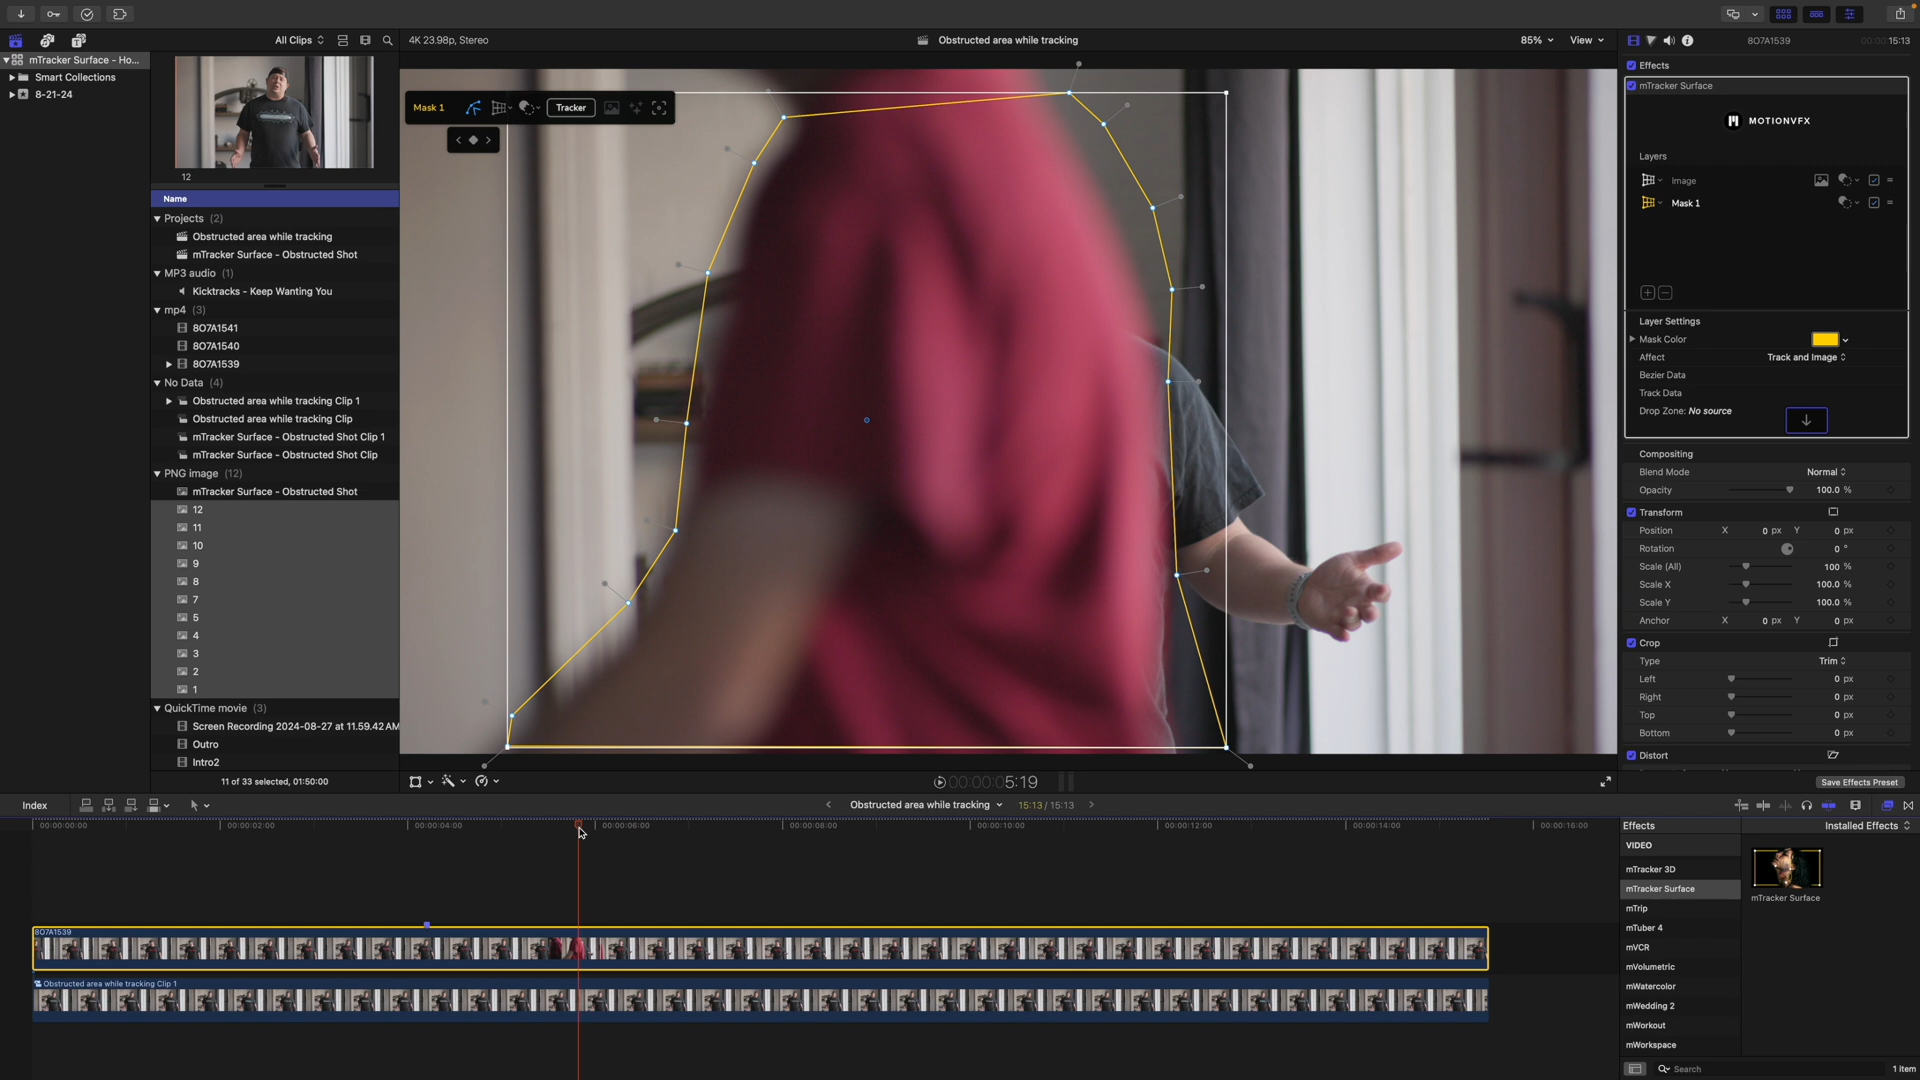 All Clips
4K 23.98p, Stereo
Obstructed area while tracking
85%
View
8O7A1539
00:00:15:13
mTracker Surface - Ho...
Smart Collections
8-21-24
12
Name
Projects (2)
Obstructed area while tracking
mTracker Surface - Obstructed Shot
MP3 audio (1)
Kicktracks - Keep Wanting You
mp4 (3)
8O7A1541
8O7A1540
8O7A1539
No Data (4)
Obstructed area while tracking Clip 1
Obstructed area while tracking Clip
mTracker Surface - Obstructed Shot Clip 1
mTracker Surface - Obstructed Shot Clip
PNG image (12)
mTracker Surface - Obstructed Shot
12
11
10
9
8
7
5
4
3
2
1
QuickTime movie (3)
Screen Recording 2024-08-27 at 11.59.42 AM
Outro
Intro2
11 of 33 selected, 01:50:00
Mask 1
Tracker
00:00:05:19
Effects
mTracker Surface
MOTIONVFX
Layers
Image
Mask 1
Layer Settings
Mask Color
Affect Track and Image
Bezier Data
Track Data
Drop Zone: No source
Compositing
Blend Mode Normal
Opacity 100.0 %
Transform
Position X 0 px Y 0 px
Rotation 0 °
Scale (All) 100 %
Scale X 100.0 %
Scale Y 100.0 %
Anchor X 0 px Y 0 px
Crop
Type Trim
Left 0 px
Right 0 px
Top 0 px
Bottom 0 px
Distort
Save Effects Preset
Index
Obstructed area while tracking
15:13 / 15:13
00:00:00:00
00:00:02:00
00:00:04:00
00:00:06:00
00:00:08:00
00:00:10:00
00:00:12:00
00:00:14:00
00:00:16:00
8O7A1539
Obstructed area while tracking Clip 1
Effects
Installed Effects
VIDEO
mTracker 3D
mTracker Surface
mTrip
mTuber 4
mVCR
mVolumetric
mWatercolor
mWedding 2
mWorkout
mWorkspace
mTracker Surface
Search
1 item